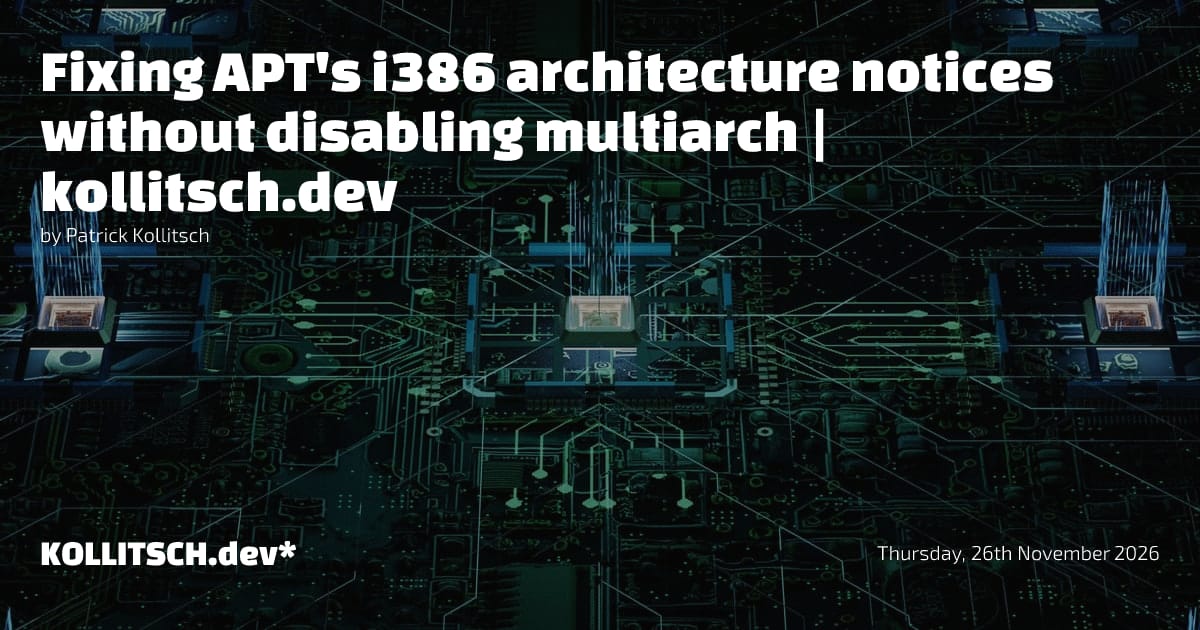 Fixing APT's i386 architecture notices
without disabling multiarch |
kollitsch.dev
by Patrick Kollitsch
KOLLITSCH.dev*
Thursday, 26th November 2026